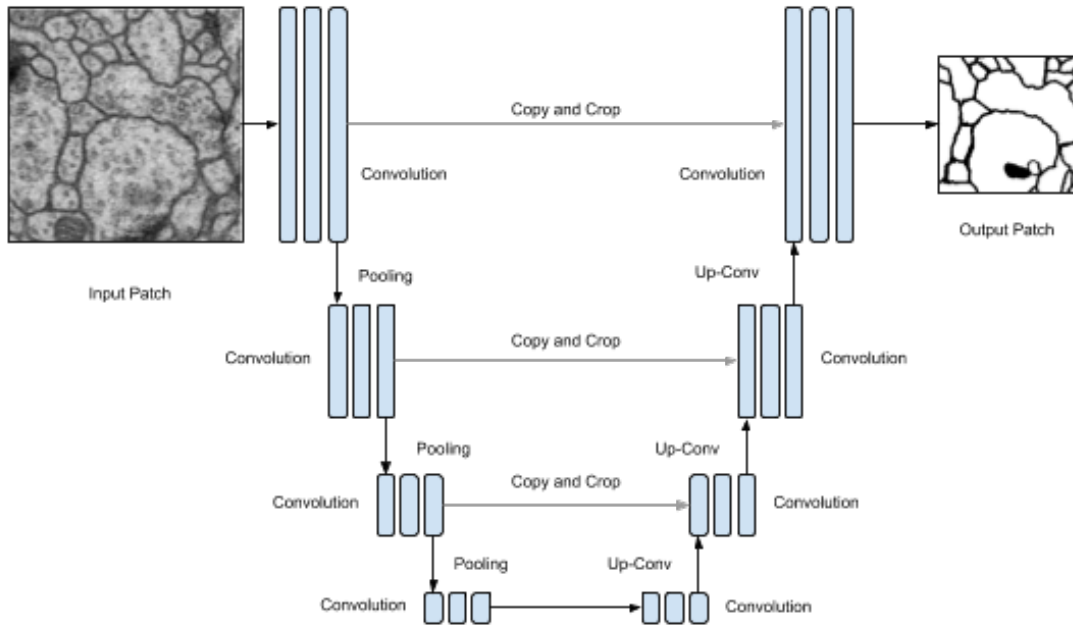 Copy and Crop
Convolution
Convolution
Output Patch
Pooling
Up-Conv
Input Patch
Copy and Crop
Convolution
Convolution
Pooling
Up-Conv
Copy and Crop
Convolution
Convolution
Pooling
Up-Conv
Convolution
Convolution